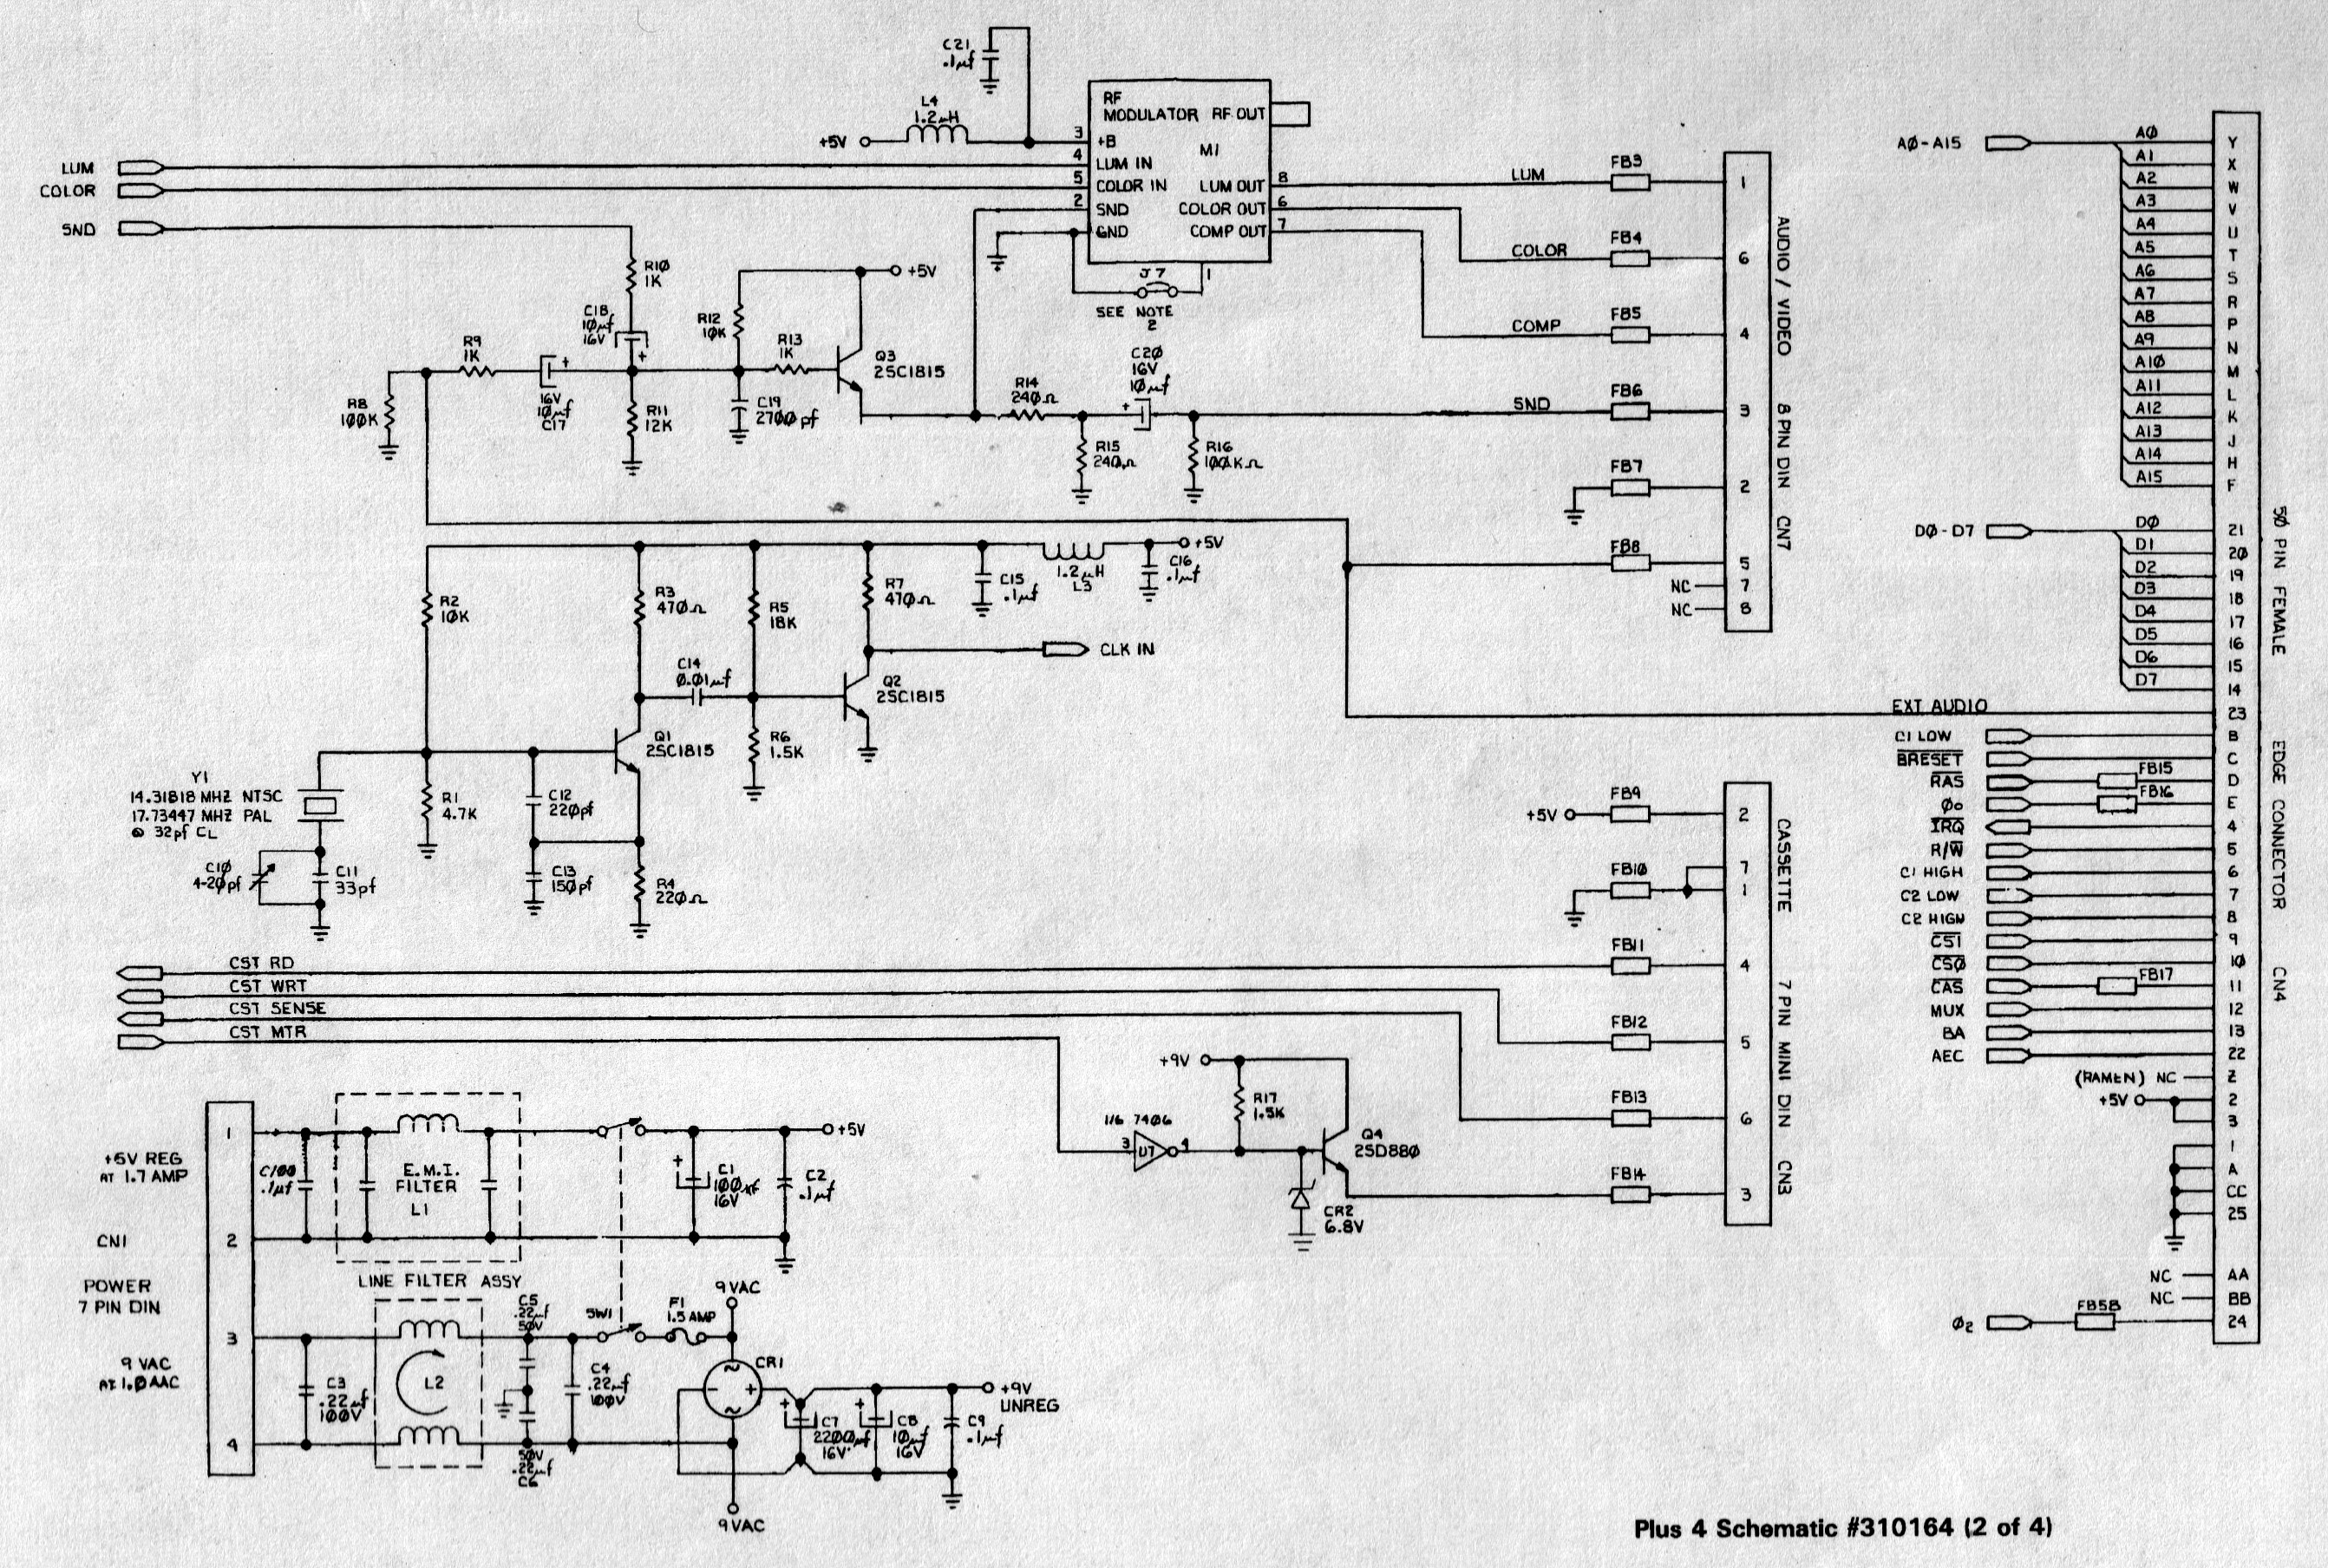 C21
.1µf
L4
1.2µH
+5V
RF
MODULATOR RF OUT
M1
3
+B
4
LUM IN
5
COLOR IN
2
SND
GND
LUM OUT
8
COLOR OUT
6
COMP OUT
7
J7
1
SEE NOTE
2
LUM
COLOR
SND
R10
1K
C18
10µf
16V
R9
1K
R8
100K
16V
10µf
C17
R11
12K
R12
10K
R13
1K
C19
2700pf
+5V
Q3
2SC1815
R14
240Ω
C20
16V
10µf
R15
240Ω
R16
100KΩ
LUM
FB3
1
COLOR
FB4
6
COMP
FB5
4
SND
FB6
3
FB7
2
FB8
5
NC
7
NC
8
AUDIO / VIDEO 8 PIN DIN CN7
R2
10K
R3
470Ω
R5
18K
R7
470Ω
C15
.1µf
1.2µH
L3
C16
.1µf
+5V
CLK IN
C14
0.01µf
Q2
2SC1815
Q1
2SC1815
R6
1.5K
Y1
14.31818 MHZ NTSC
17.73447 MHZ PAL
@ 32pf CL
R1
4.7K
C12
220pf
C10
4-20pf
C11
33pf
C13
150pf
R4
220Ω
CST RD
CST WRT
CST SENSE
CST MTR
+5V
FB9
2
FB10
7
1
FB11
4
FB12
5
FB13
6
FB14
3
CASSETTE 7 PIN MINI DIN CN3
+9V
R17
1.5K
1/6 7406
3
U7
4
Q4
2SD880
CR2
6.8V
1
+5V REG
AT 1.7 AMP
C100
.1µf
E.M.I.
FILTER
L1
C1
100µf
16V
C2
.1µf
+5V
CN1
2
LINE FILTER ASSY
POWER
7 PIN DIN
3
9 VAC
AT 1.0 AAC
4
C3
.22µf
100V
L2
C5
.22µf
50V
50V
.22µf
C6
C4
.22µf
100V
SW1
F1
1.5 AMP
9VAC
CR1
9VAC
C7
2200µf
16V
C8
10µf
16V
C9
.1µf
+9V
UNREG
A0-A15
A0 Y
A1 X
A2 W
A3 V
A4 U
A5 T
A6 S
A7 R
A8 P
A9 N
A10 M
A11 L
A12 K
A13 J
A14 H
A15 F
D0-D7
D0 21
D1 20
D2 19
D3 18
D4 17
D5 16
D6 15
D7 14
EXT AUDIO 23
C1 LOW B
BRESET C
RAS FB15 D
Ø0 FB16 E
IRQ 4
R/W 5
C1 HIGH 6
C2 LOW 7
C2 HIGH 8
CS1 9
CS0 10
CAS FB17 11
MUX 12
BA 13
AEC 22
(RAMEN) NC Z
+5V 2
3
1
A
CC
25
NC AA
NC BB
Ø2 FB58 24
50 PIN FEMALE EDGE CONNECTOR CN4
Plus 4 Schematic #310164 (2 of 4)